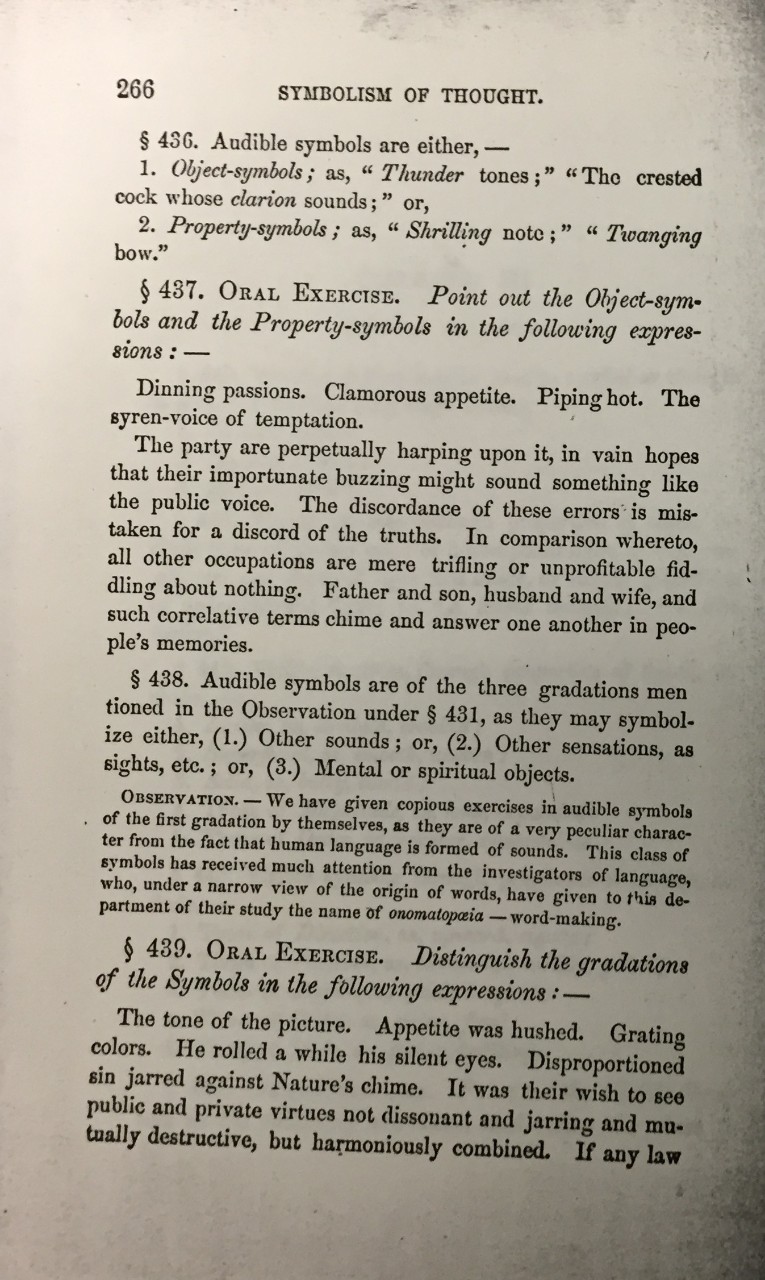 266 SYMBOLISM OF THOUGHT.
§ 436. Audible symbols are either, —
1. Object-symbols; as, “ Thunder tones;” “The crested
cock whose clarion sounds;” or,
2. Property-symbols; as, “ Shrilling note;” “ Twanging
bow.”
§ 437. ORAL EXERCISE. Point out the Object-sym-
bols and the Property-symbols in the following expres-
sions : —
Dinning passions. Clamorous appetite. Piping hot. The
syren-voice of temptation.
The party are perpetually harping upon it, in vain hopes
that their importunate buzzing might sound something like
the public voice. The discordance of these errors is mis-
taken for a discord of the truths. In comparison whereto,
all other occupations are mere trifling or unprofitable fid-
dling about nothing. Father and son, husband and wife, and
such correlative terms chime and answer one another in peo-
ple’s memories.
§ 438. Audible symbols are of the three gradations men
tioned in the Observation under § 431, as they may symbol-
ize either, (1.) Other sounds; or, (2.) Other sensations, as
sights, etc.; or, (3.) Mental or spiritual objects.
OBSERVATION. — We have given copious exercises in audible symbols
of the first gradation by themselves, as they are of a very peculiar charac-
ter from the fact that human language is formed of sounds. This class of
symbols has received much attention from the investigators of language,
who, under a narrow view of the origin of words, have given to this de-
partment of their study the name of onomatopœia — word-making.
§ 439. ORAL EXERCISE. Distinguish the gradations
of the Symbols in the following expressions : —
The tone of the picture. Appetite was hushed. Grating
colors. He rolled a while his silent eyes. Disproportioned
sin jarred against Nature’s chime. It was their wish to see
public and private virtues not dissonant and jarring and mu-
tually destructive, but harmoniously combined. If any law